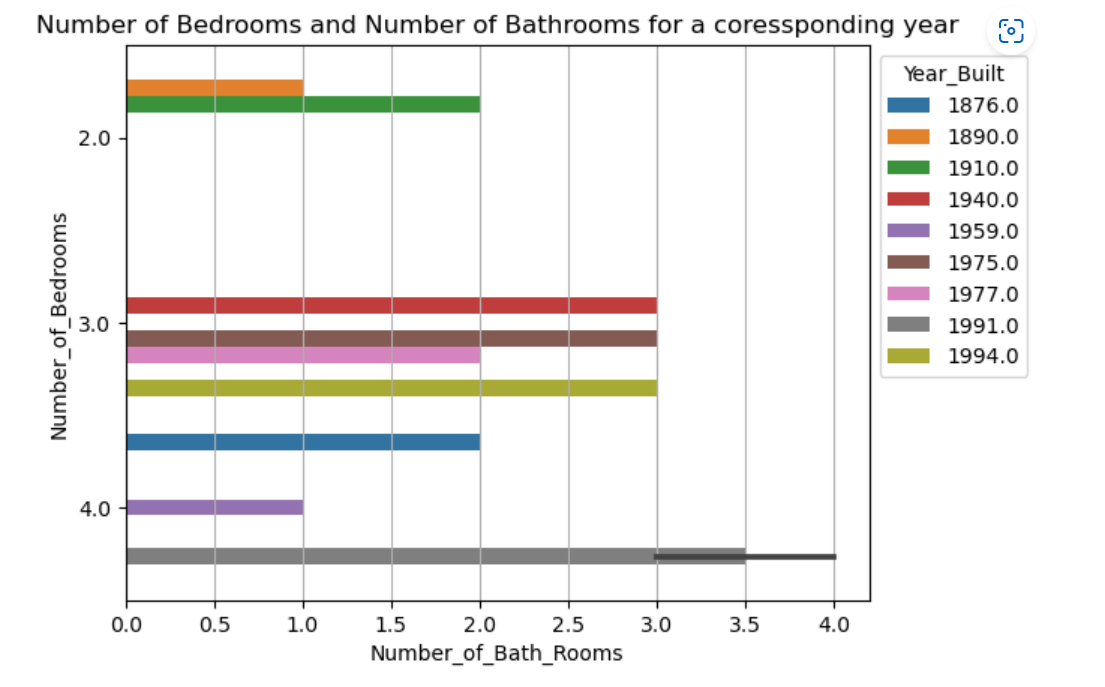 Number of Bedrooms and Number of Bathrooms for a coressponding year
Year_Built
1876.0
1890.0
1910.0
1940.0
1959.0
1975.0
1977.0
1991.0
1994.0
Number_of_Bedrooms
2.0
3.0
4.0
0.0 0.5 1.0 1.5 2.0 2.5 3.0 3.5 4.0
Number_of_Bath_Rooms